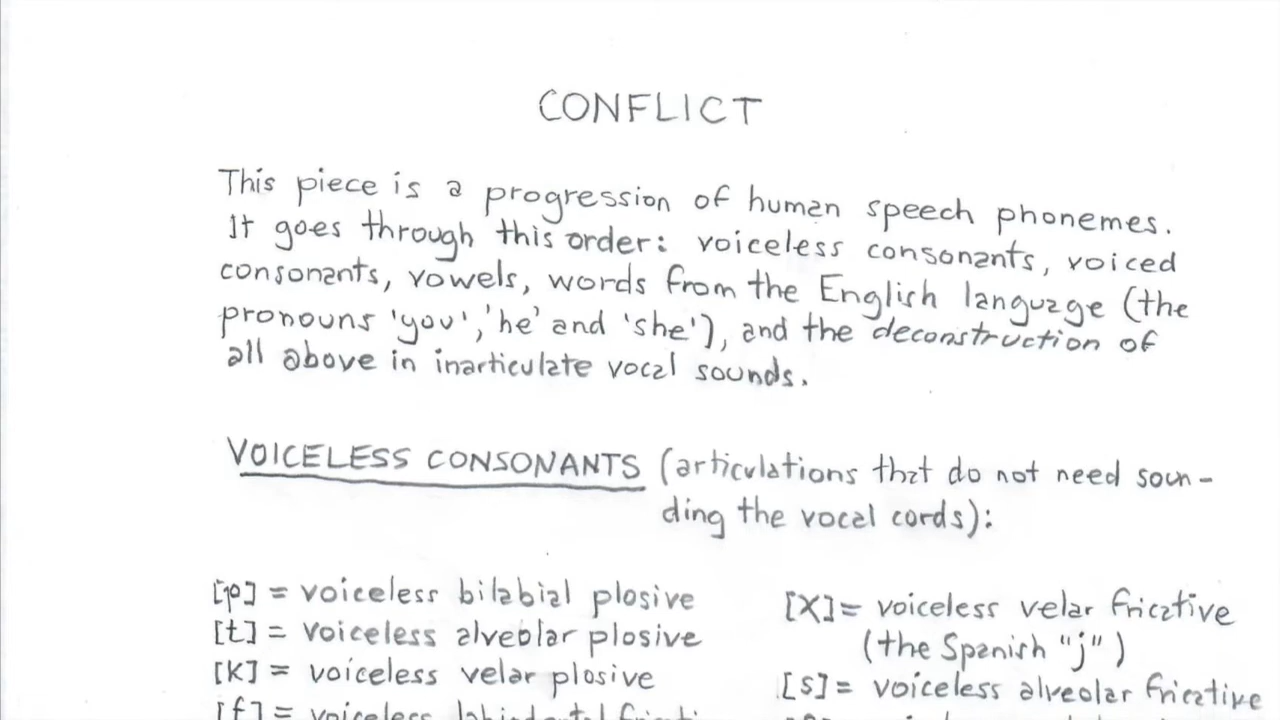 CONFLICT
This piece is a progression of human speech phonemes.
It goes through this order: voiceless consonants, voiced
consonants, vowels, words from the English language (the
pronouns 'you', 'he' and 'she'), and the deconstruction of
all above in inarticulate vocal sounds.
VOICELESS CONSONANTS (articulations that do not need soun-
ding the vocal cords):
[p] = voiceless bilabial plosive
[t] = voiceless alveolar plosive
[k] = voiceless velar plosive
[f] = voiceless labiodental
[X] = voiceless velar fricative
(the Spanish "j")
[s] = voiceless alveolar fricative